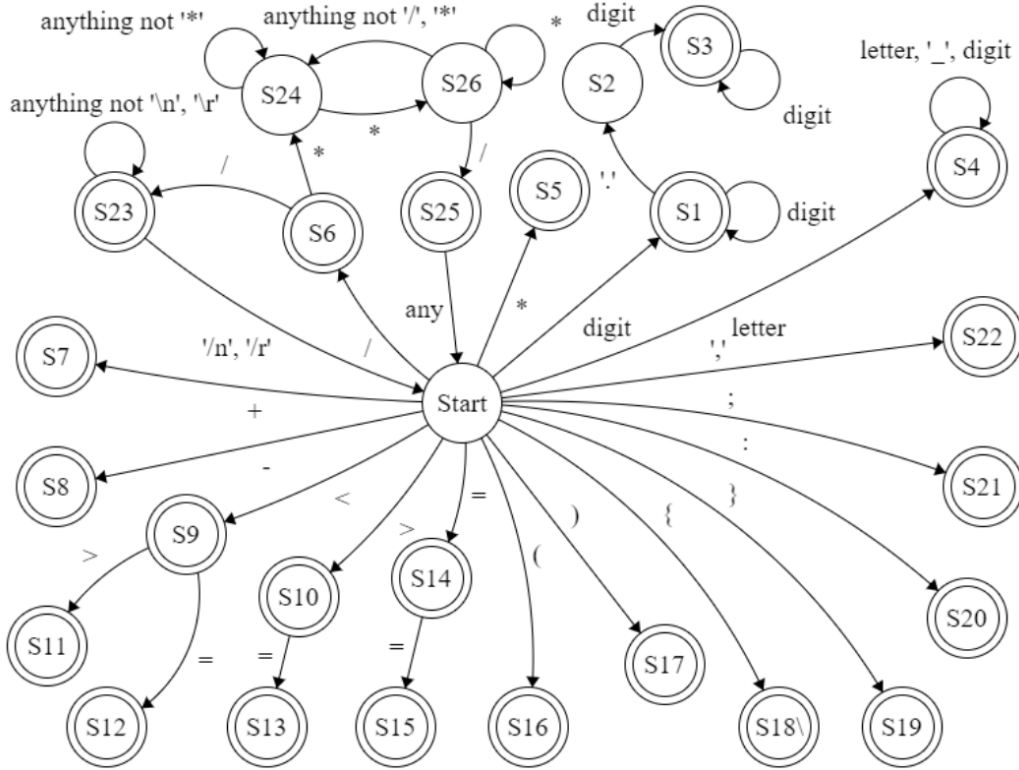 anything not '*'
anything not '/', '*'
*
digit
S3
S24
S26
S2
letter, '_', digit
anything not '\n', '\r'
*
digit
/
*
/
S4
S23
S6
S25
S5
'.'
S1
digit
any
*
digit
letter
'/n', '/r'
/
','
S22
S7
Start
+
;
-
:
S8
<
=
}
S21
S9
>
)
{
>
(
S10
S14
S11
=
=
=
S17
S20
S12
S13
S15
S16
S18\
S19